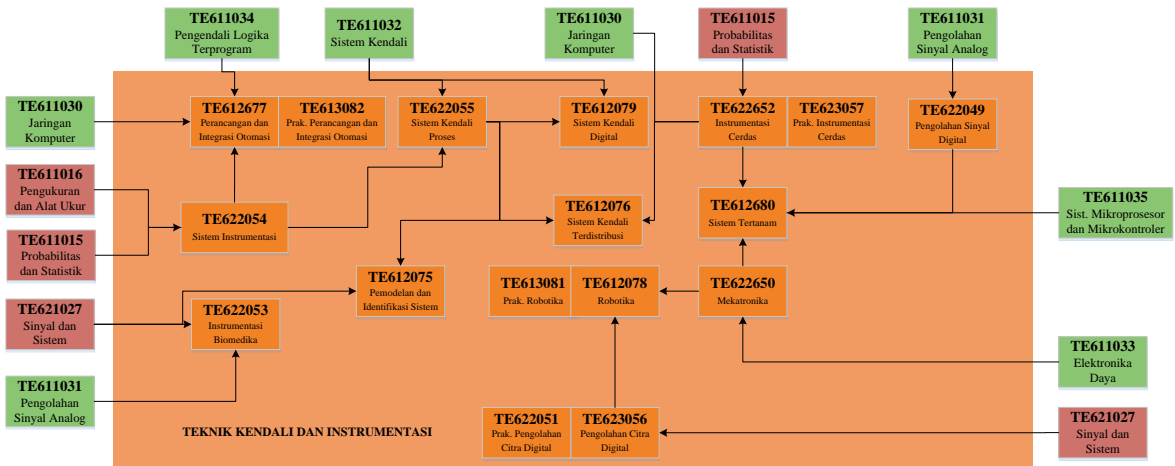 TE611034
Pengendali Logika
Terprogram
TE611032
Sistem Kendali
TE611030
Jaringan
Komputer
TE611015
Probabilitas
dan Statistik
TE611031
Pengolahan
Sinyal Analog
TE611030
Jaringan
Komputer
TE612677
Perancangan dan
Integrasi Otomasi
TE613082
Prak. Perancangan dan
Integrasi Otomasi
TE622055
Sistem Kendali
Proses
TE612079
Sistem Kendali
Digital
TE622652
Instrumentasi
Cerdas
TE623057
Prak. Instrumentasi
Cerdas
TE622049
Pengolahan Sinyal
Digital
TE611016
Pengukuran
dan Alat Ukur
TE611015
Probabilitas
dan Statistik
TE622054
Sistem Instrumentasi
TE612076
Sistem Kendali
Terdistribusi
TE612680
Sistem Tertanam
TE611035
Sist. Mikroprosesor
dan Mikrokontroler
TE612075
Pemodelan dan
Identifikasi Sistem
TE613081
Prak. Robotika
TE612078
Robotika
TE622650
Mekatronika
TE621027
Sinyal dan
Sistem
TE622053
Instrumentasi
Biomedika
TE611033
Elektronika
Daya
TE611031
Pengolahan
Sinyal Analog
TEKNIK KENDALI DAN INSTRUMENTASI
TE622051
Prak. Pengolahan
Citra Digital
TE623056
Pengolahan Citra
Digital
TE621027
Sinyal dan
Sistem